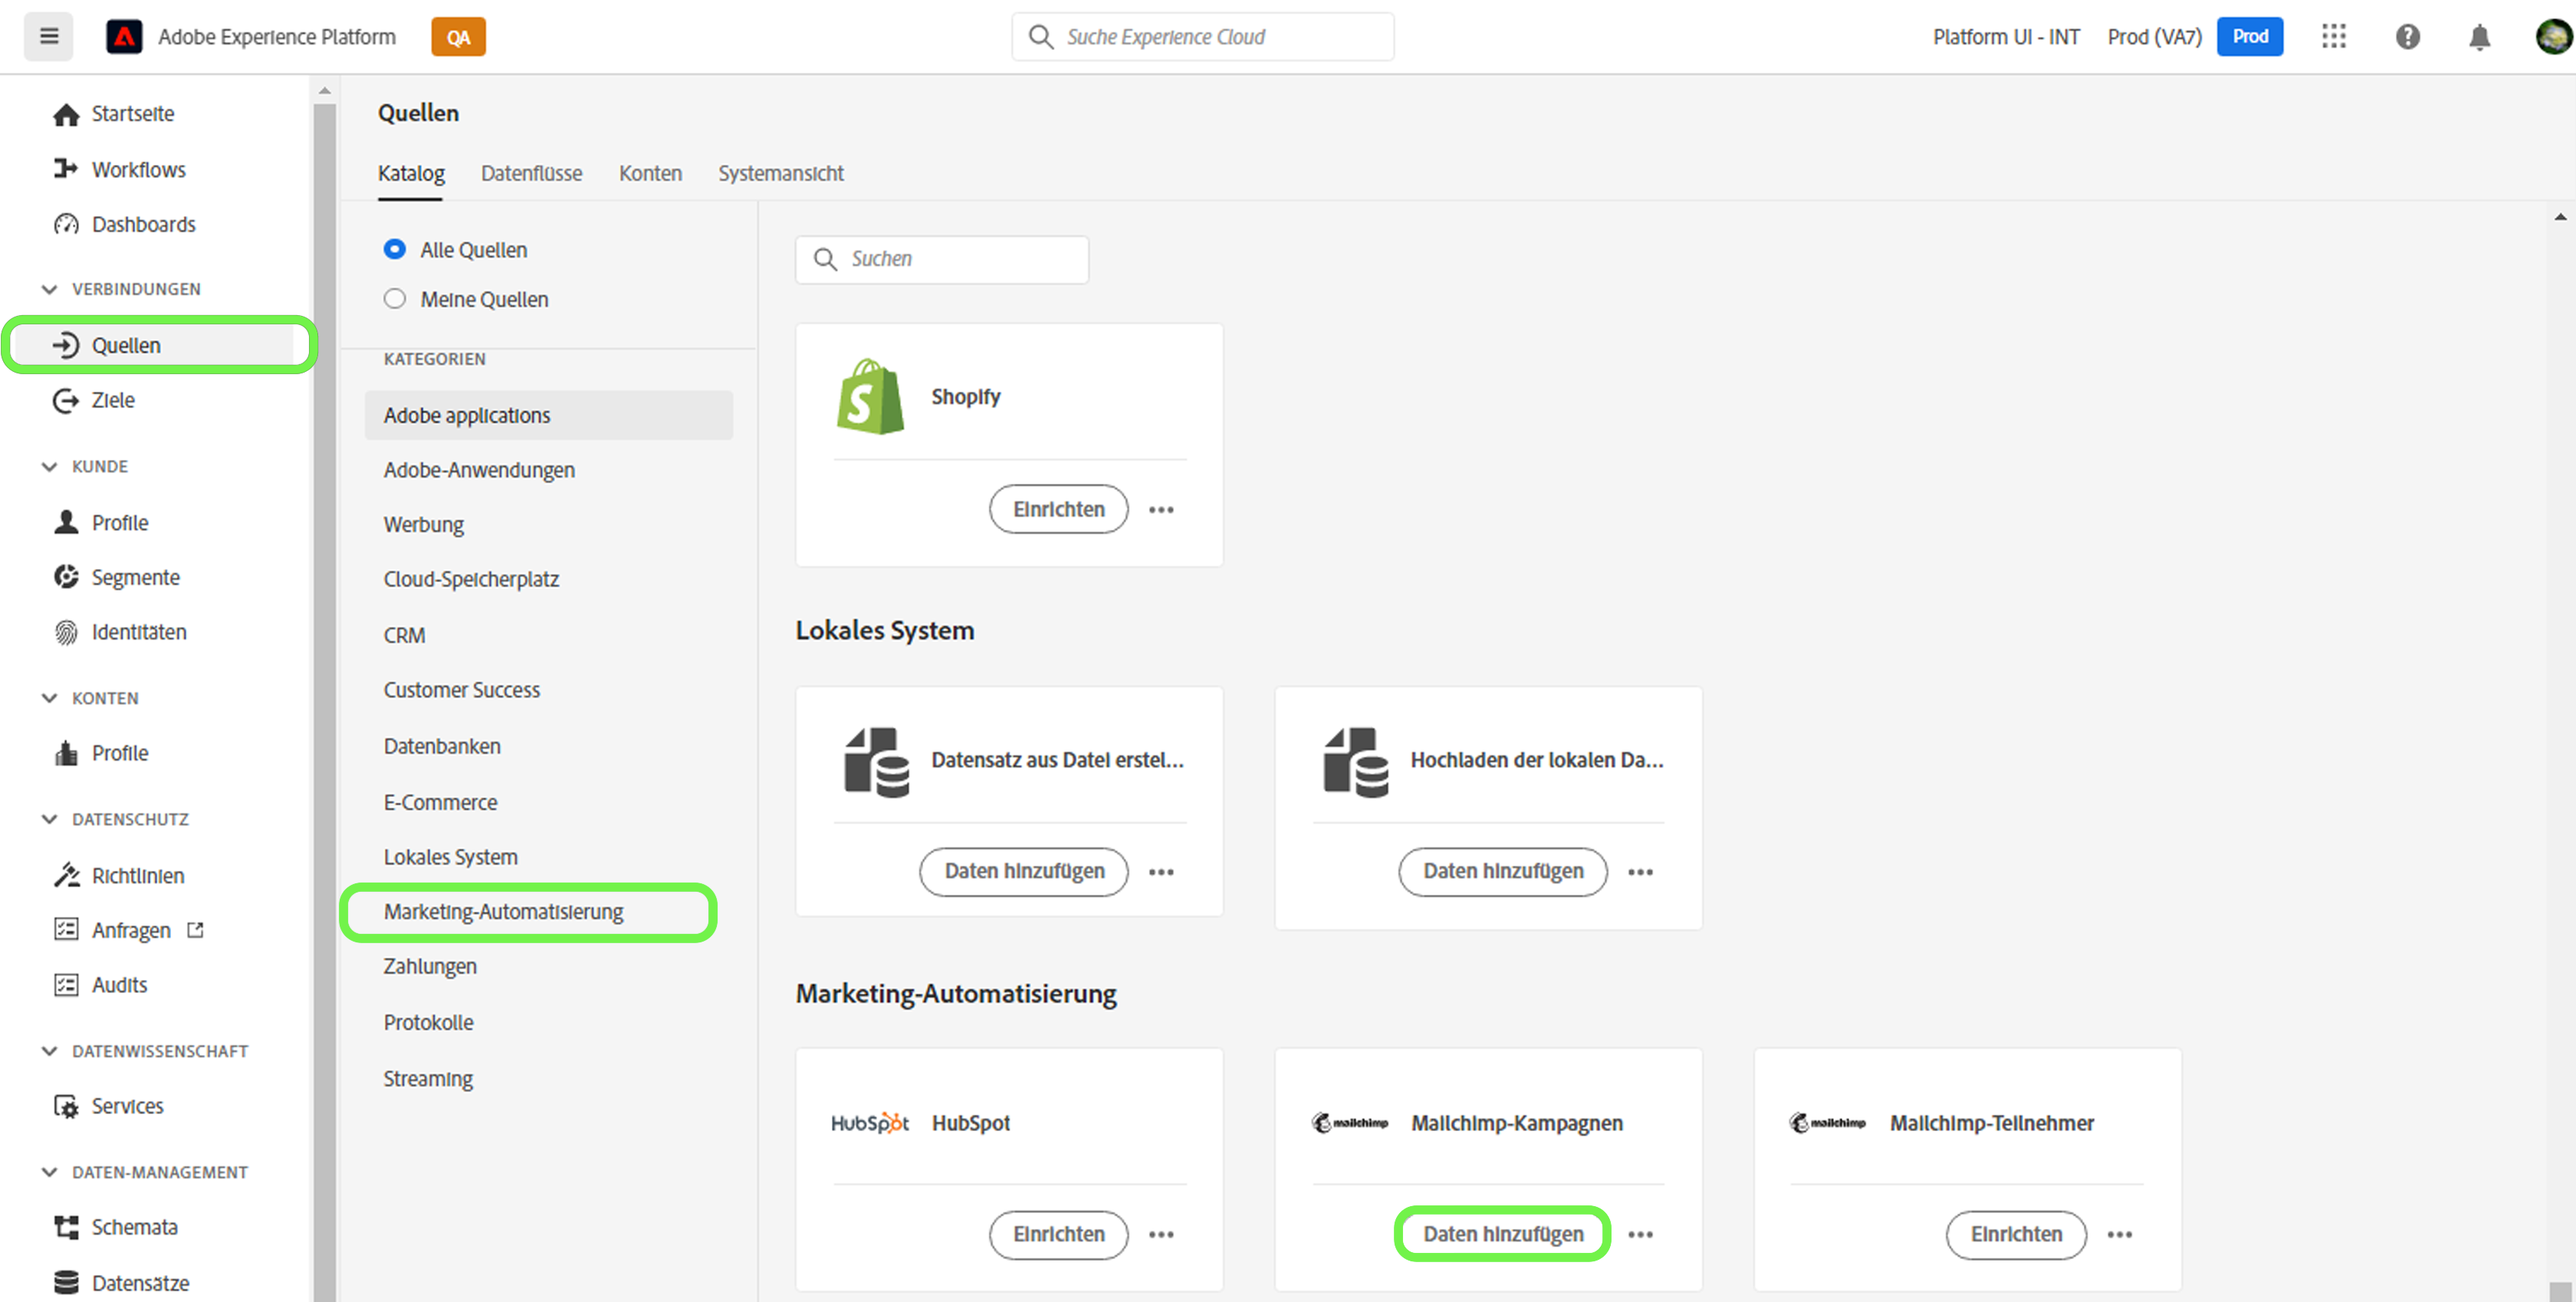 Adobe Experience Platform
QA
Suche Experience Cloud
Platform UI - INT
Prod (VA7)
Prod
Startseite
Workflows
Dashboards
VERBINDUNGEN
Quellen
Ziele
KUNDE
Profile
Segmente
Identitäten
KONTEN
Profile
DATENSCHUTZ
Richtlinien
Anfragen
Audits
DATENWISSENSCHAFT
Services
DATEN-MANAGEMENT
Schemata
Datensätze
Quellen
Katalog
Datenflüsse
Konten
Systemansicht
Alle Quellen
Meine Quellen
KATEGORIEN
Adobe applications
Adobe-Anwendungen
Werbung
Cloud-Speicherplatz
CRM
Customer Success
Datenbanken
E-Commerce
Lokales System
Marketing-Automatisierung
Zahlungen
Protokolle
Streaming
Suchen
Shopify
Einrichten
Lokales System
Datensatz aus Datei erstel...
Daten hinzufügen
Hochladen der lokalen Da...
Daten hinzufügen
Marketing-Automatisierung
HubSpot
HubSpot
Einrichten
mailchimp
Mailchimp-Kampagnen
Daten hinzufügen
mailchimp
Mailchimp-Teilnehmer
Einrichten